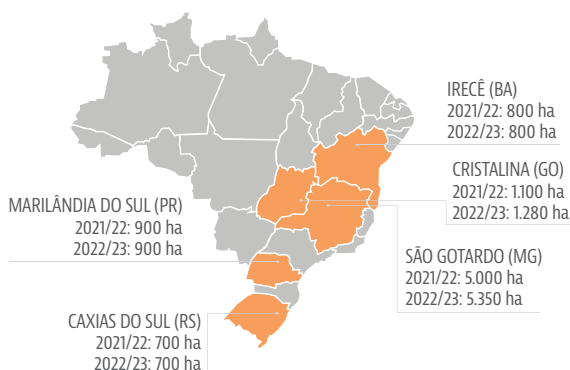 IRECÊ (BA)
2021/22: 800 ha
2022/23: 800 ha
CRISTALINA (GO)
2021/22: 1.100 ha
2022/23: 1.280 ha
MARILÂNDIA DO SUL (PR)
2021/22: 900 ha
2022/23: 900 ha
SÃO GOTARDO (MG)
2021/22: 5.000 ha
2022/23: 5.350 ha
CAXIAS DO SUL (RS)
2021/22: 700 ha
2022/23: 700 ha